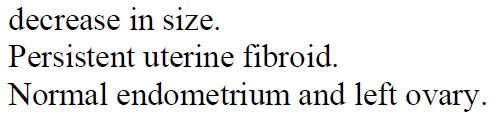 decrease in size.
Persistent uterine fibroid.
Normal endometrium and left ovary.